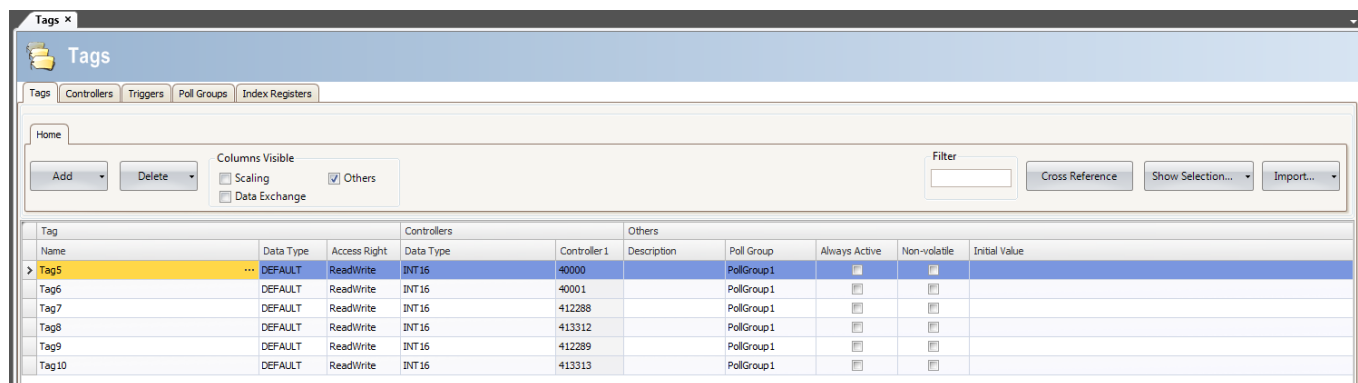 Tags ×
Tags
Tags Controllers Triggers Poll Groups Index Registers
Home
Columns Visible
Filter
Add Delete Scaling Others Cross Reference Show Selection... Import...
Data Exchange
Tag Controllers Others
Name Data Type Access Right Data Type Controller1 Description Poll Group Always Active Non-volatile Initial Value
Tag5 ... DEFAULT ReadWrite INT16 40000 PollGroup1
Tag6 DEFAULT ReadWrite INT16 40001 PollGroup1
Tag7 DEFAULT ReadWrite INT16 412288 PollGroup1
Tag8 DEFAULT ReadWrite INT16 413312 PollGroup1
Tag9 DEFAULT ReadWrite INT16 412289 PollGroup1
Tag10 DEFAULT ReadWrite INT16 413313 PollGroup1